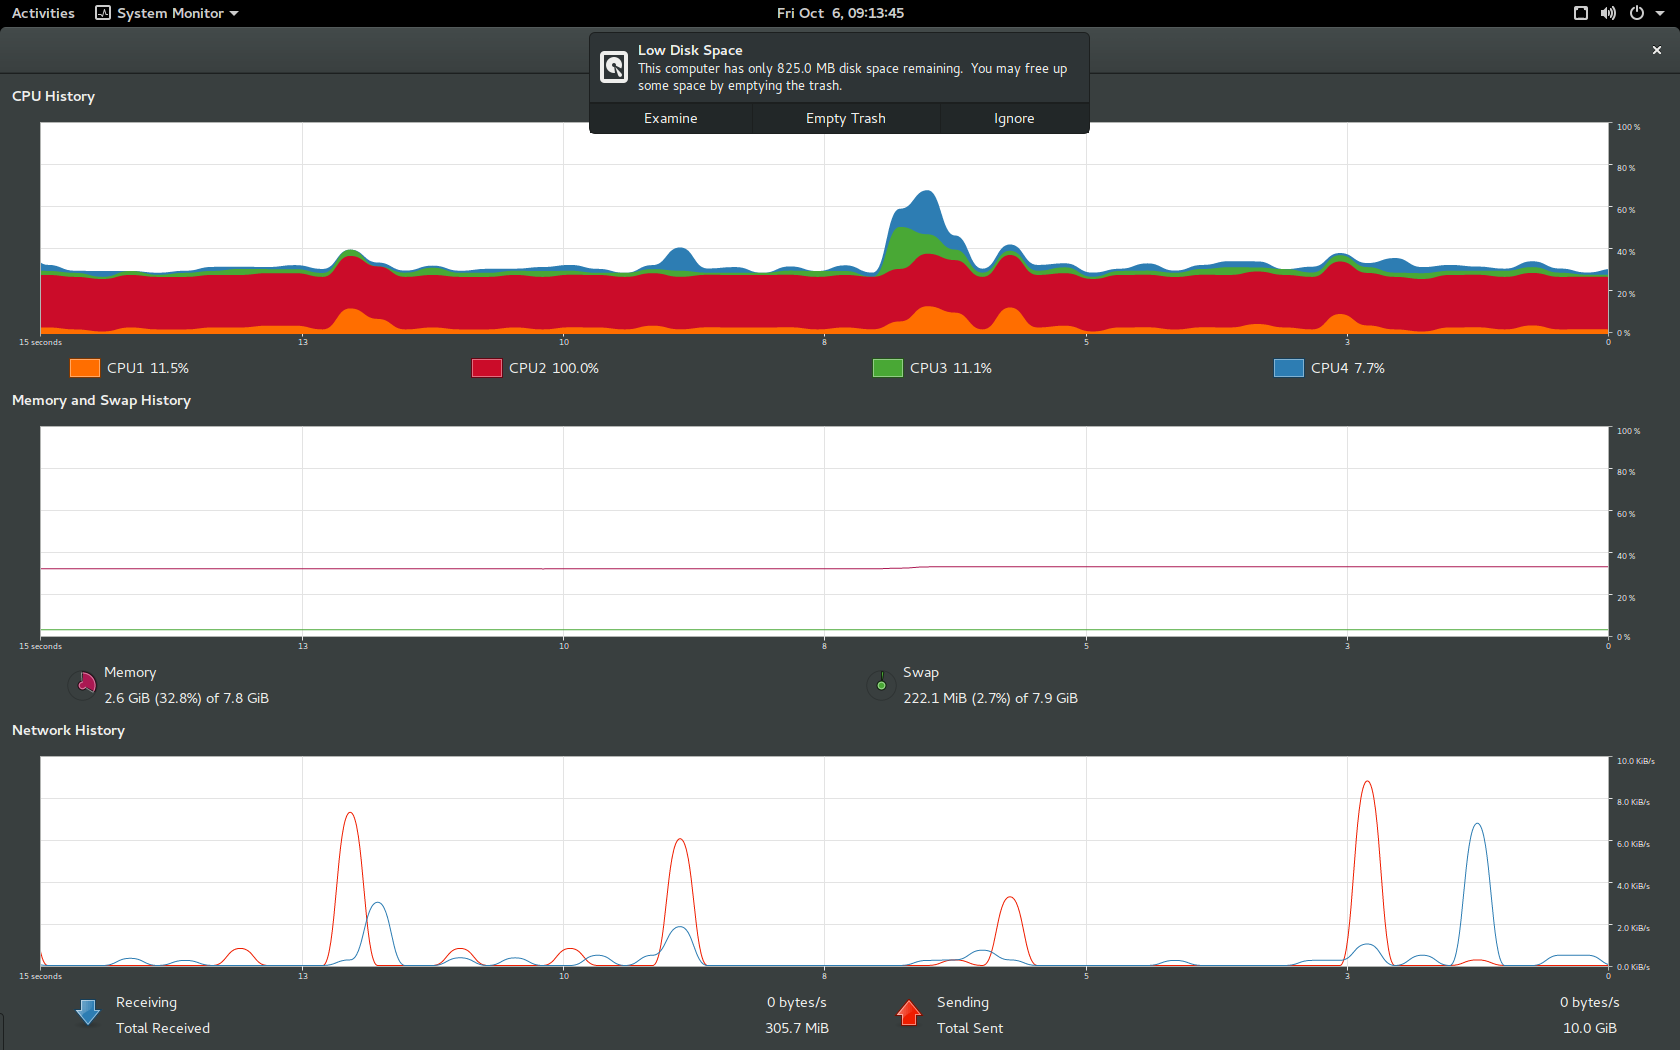 Activities System Monitor Fri Oct 6, 09:13:45
Low Disk Space
This computer has only 825.0 MB disk space remaining. You may free up
some space by emptying the trash.
Examine Empty Trash Ignore
CPU History
100 %
80 %
60 %
40 %
20 %
0 %
15 seconds 13 10 8 5 3 0
CPU1 11.5% CPU2 100.0% CPU3 11.1% CPU4 7.7%
Memory and Swap History
100 %
80 %
60 %
40 %
20 %
0 %
15 seconds 13 10 8 5 3 0
Memory Swap
2.6 GiB (32.8%) of 7.8 GiB 222.1 MiB (2.7%) of 7.9 GiB
Network History
10.0 KiB/s
8.0 KiB/s
6.0 KiB/s
4.0 KiB/s
2.0 KiB/s
0.0 KiB/s
15 seconds 13 10 8 5 3 0
Receiving 0 bytes/s Sending 0 bytes/s
Total Received 305.7 MiB Total Sent 10.0 GiB